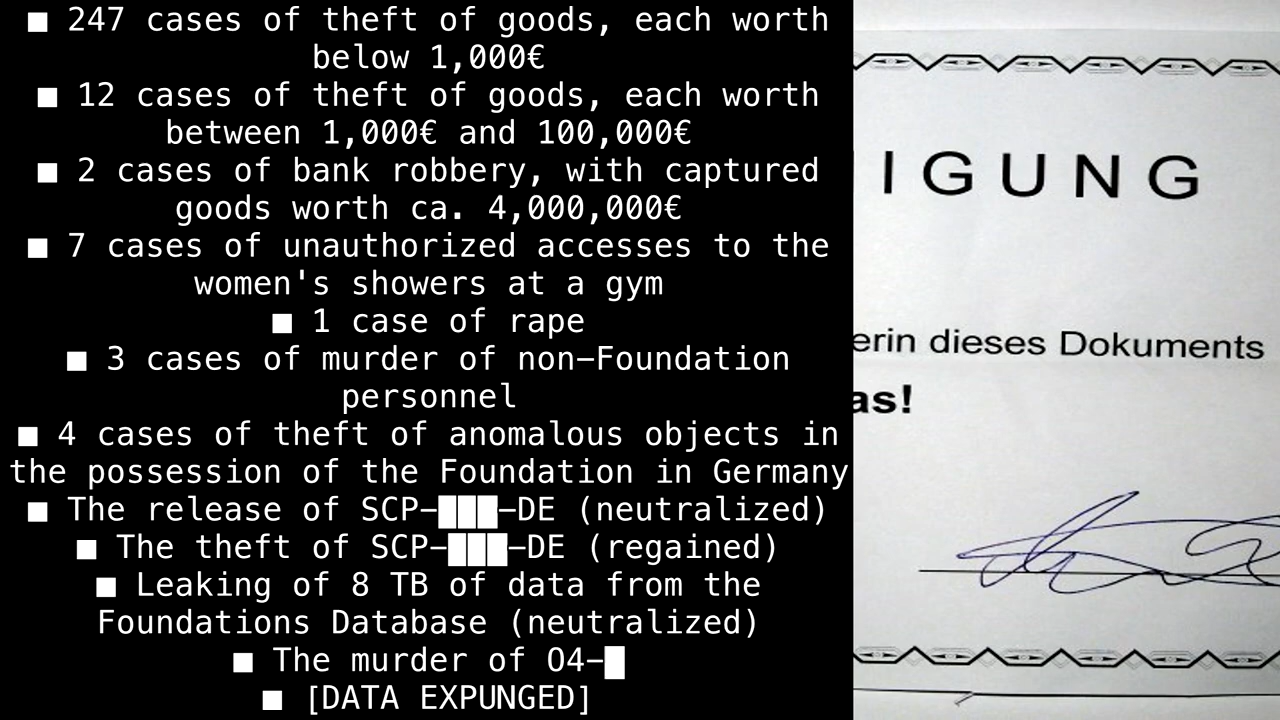 ■ 247 cases of theft of goods, each worth
below 1,000€
■ 12 cases of theft of goods, each worth
between 1,000€ and 100,000€
■ 2 cases of bank robbery, with captured
goods worth ca. 4,000,000€
■ 7 cases of unauthorized accesses to the
women's showers at a gym
■ 1 case of rape
■ 3 cases of murder of non-Foundation
personnel
■ 4 cases of theft of anomalous objects in
the possession of the Foundation in Germany
■ The release of SCP-███-DE (neutralized)
■ The theft of SCP-███-DE (regained)
■ Leaking of 8 TB of data from the
Foundations Database (neutralized)
■ The murder of O4-█
■ [DATA EXPUNGED]
IGUNG
erin dieses Dokuments
as!